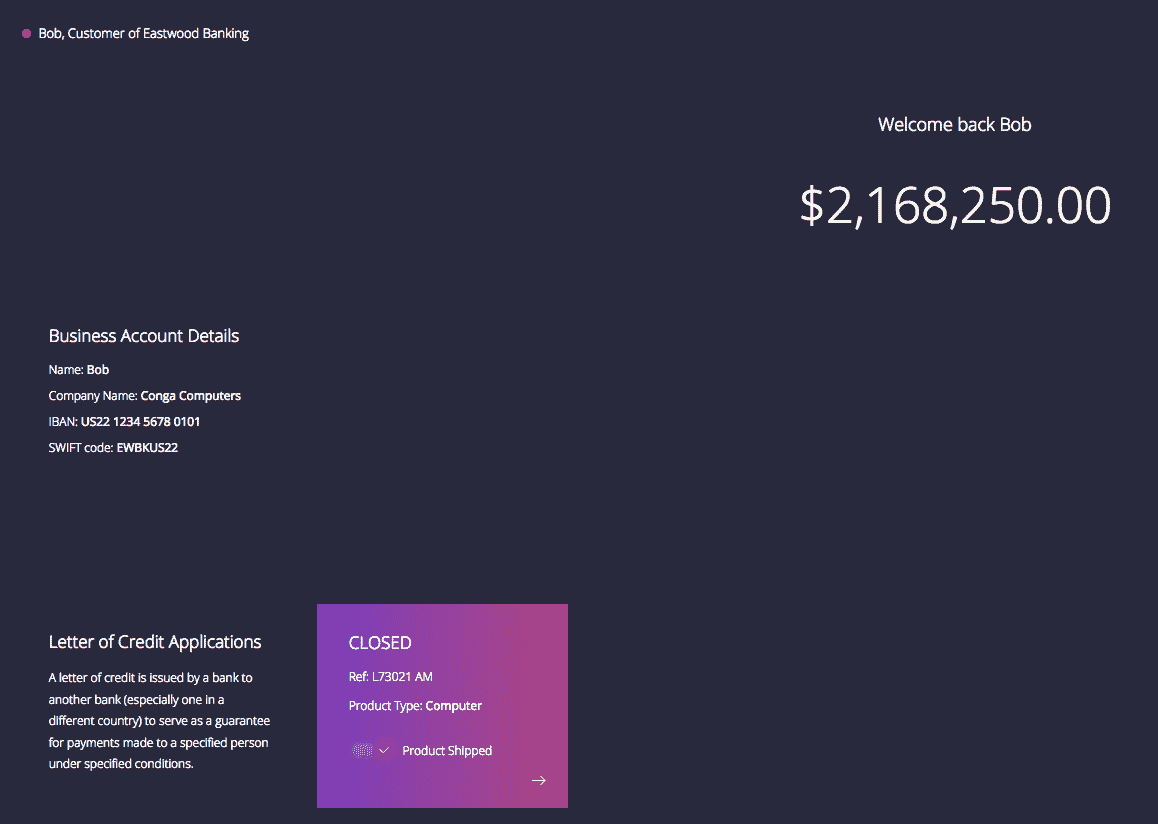 Bob, Customer of Eastwood Banking
Welcome back Bob
$2,168,250.00
Business Account Details
Name: Bob
Company Name: Conga Computers
IBAN: US22 1234 5678 0101
SWIFT code: EWBKUS22
Letter of Credit Applications
A letter of credit is issued by a bank to
another bank (especially one in a
different country) to serve as a guarantee
for payments made to a specified person
under specified conditions.
CLOSED
Ref: L73021 AM
Product Type: Computer
Product Shipped